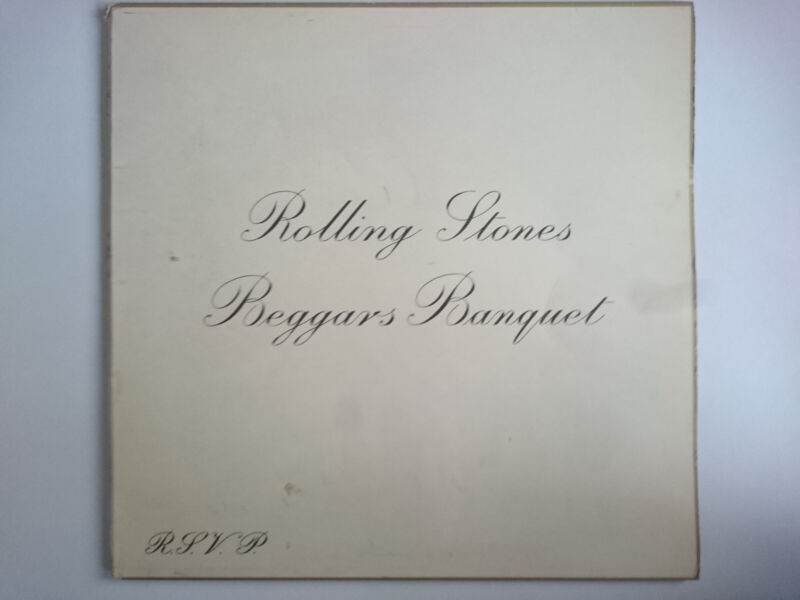 Rolling Stones
Beggars Banquet
R.S.V.P.